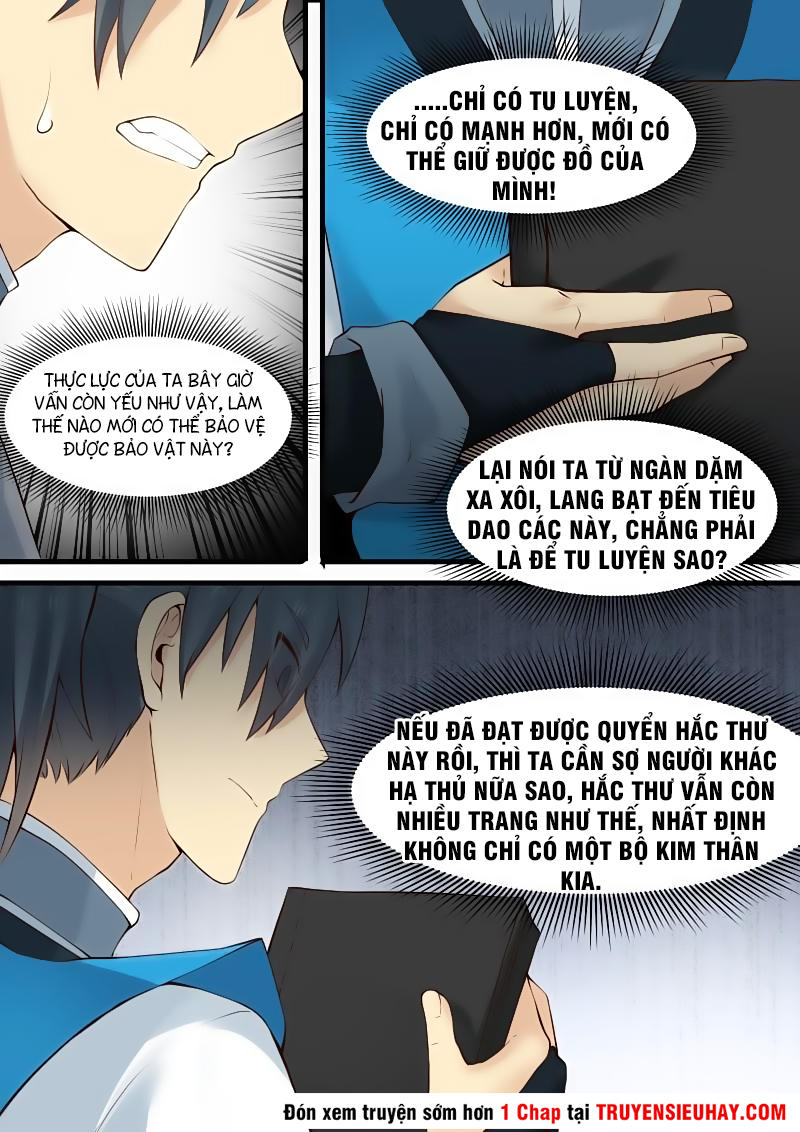 THỰC LỰC CỦA TA BÂY GIỜ
VẪN CÒN YẾU NHƯ VẬY, LÀM
THẾ NÀO MỚI CÓ THỂ BẢO VỆ
ĐƯỢC BẢO VẬT NÀY?
.....CHỈ CÓ TU LUYỆN,
CHỈ CÓ MẠNH HƠN, MỚI CÓ
THỂ GIỮ ĐƯỢC ĐỒ CỦA
MÌNH!
LẠI NÓI TA TỪ NGÀN DẶM
XA XÔI, LANG BẠT ĐẾN TIÊU
DAO CÁC NÀY, CHẲNG PHẢI
LÀ ĐỂ TU LUYỆN SAO?
NẾU ĐÃ ĐẠT ĐƯỢC QUYỂN HẮC THƯ
NÀY RỒI, THÌ TA CẦN SỢ NGƯỜI KHÁC
HẠ THỦ NỮA SAO, HẮC THƯ VẪN CÒN
NHIỀU TRANG NHƯ THẾ, NHẤT ĐỊNH
KHÔNG CHỈ CÓ MỘT BỘ KIM THÂN
KIA.
Đón xem truyện sớm hơn 1 Chap tại TRUYENSIEUHAY.COM